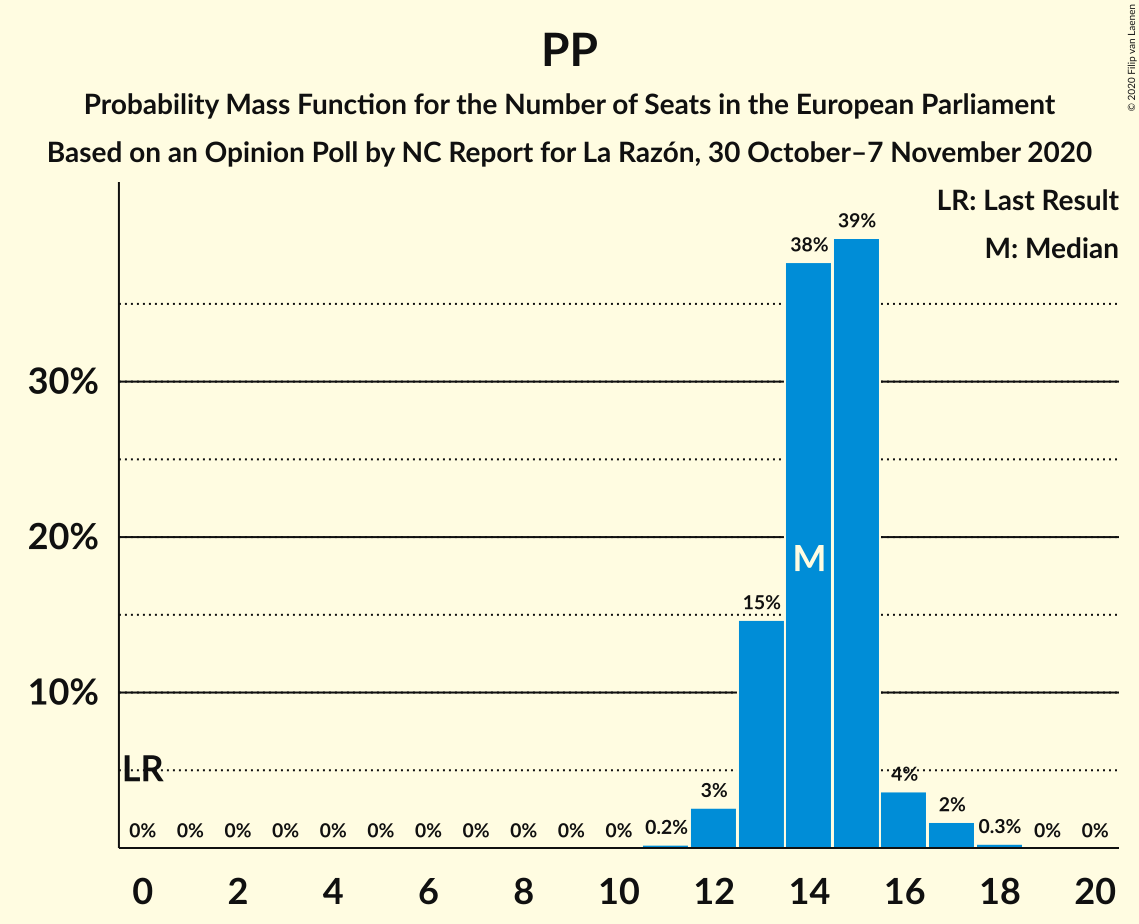 PP
Probability Mass Function for the Number of Seats in the European Parliament
Based on an Opinion Poll by NC Report for La Razón, 30 October–7 November 2020
© 2020 Filip van Laenen
LR: Last Result
M: Median
39%
38%
30%
20%
M
15%
10%
LR
4%
3%
2%
0% 0% 0% 0% 0% 0% 0% 0% 0% 0% 0% 0.2% 0.3% 0% 0%
0 2 4 6 8 10 12 14 16 18 20